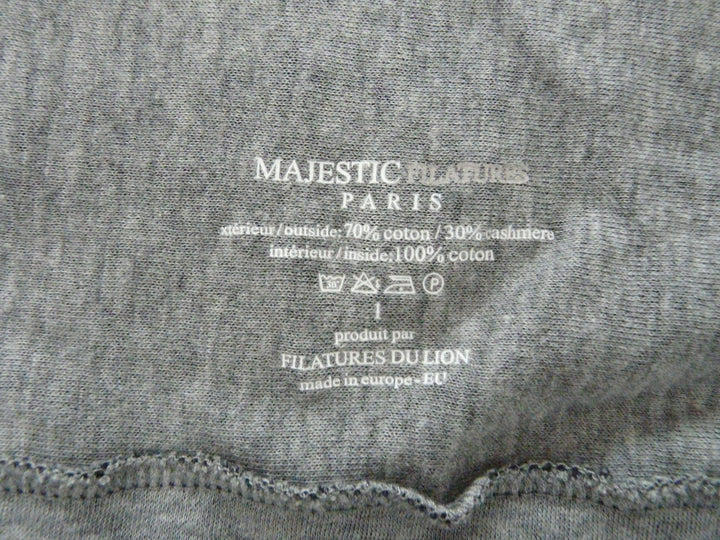 MAJESTIC FILATURES
PARIS
xtérieur/outside: 70% coton / 30% cashmere
intérieur/inside: 100% coton
30° P
1
produit par
FILATURES DU LION
made in europe - EU